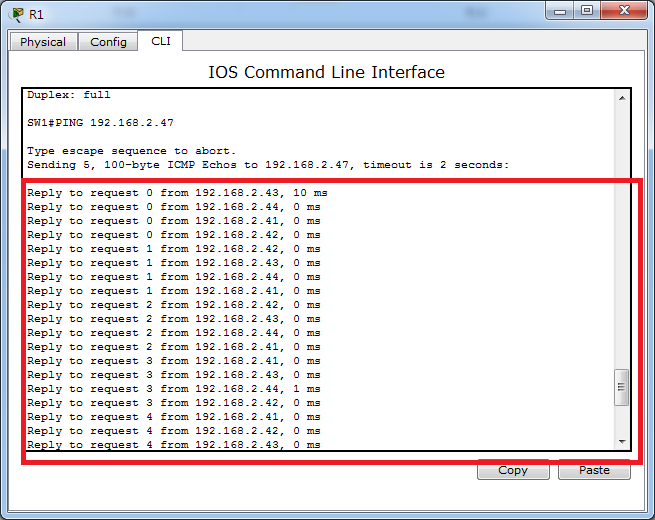 R1
Physical Config CLI
IOS Command Line Interface
Duplex: full
SW1#PING 192.168.2.47
Type escape sequence to abort.
Sending 5, 100-byte ICMP Echos to 192.168.2.47, timeout is 2 seconds:
Reply to request 0 from 192.168.2.43, 10 ms
Reply to request 0 from 192.168.2.44, 0 ms
Reply to request 0 from 192.168.2.41, 0 ms
Reply to request 0 from 192.168.2.42, 0 ms
Reply to request 1 from 192.168.2.42, 0 ms
Reply to request 1 from 192.168.2.43, 0 ms
Reply to request 1 from 192.168.2.44, 0 ms
Reply to request 1 from 192.168.2.41, 0 ms
Reply to request 2 from 192.168.2.42, 0 ms
Reply to request 2 from 192.168.2.43, 0 ms
Reply to request 2 from 192.168.2.44, 0 ms
Reply to request 2 from 192.168.2.41, 0 ms
Reply to request 3 from 192.168.2.41, 0 ms
Reply to request 3 from 192.168.2.43, 0 ms
Reply to request 3 from 192.168.2.44, 1 ms
Reply to request 3 from 192.168.2.42, 0 ms
Reply to request 4 from 192.168.2.41, 0 ms
Reply to request 4 from 192.168.2.42, 0 ms
Reply to request 4 from 192.168.2.43, 0 ms
Copy Paste